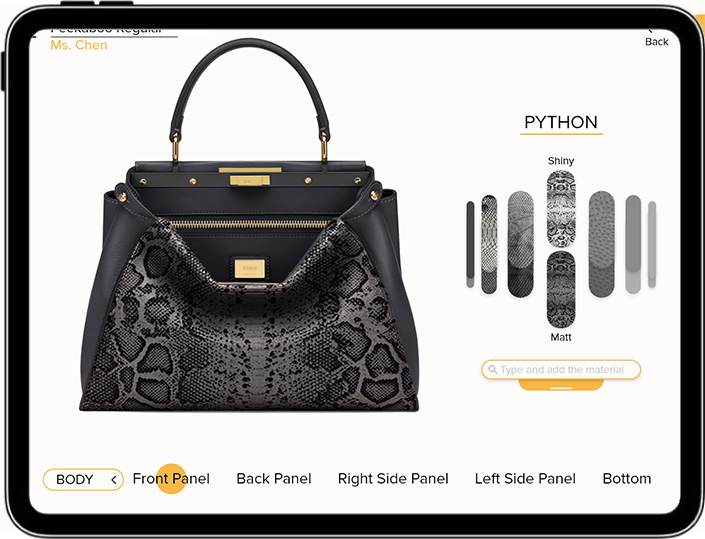 Peekaboo Regular
Ms. Chen
Back
PYTHON
Shiny
FENDI
Matt
Type and add the material
BODY
Front Panel
Back Panel
Right Side Panel
Left Side Panel
Bottom